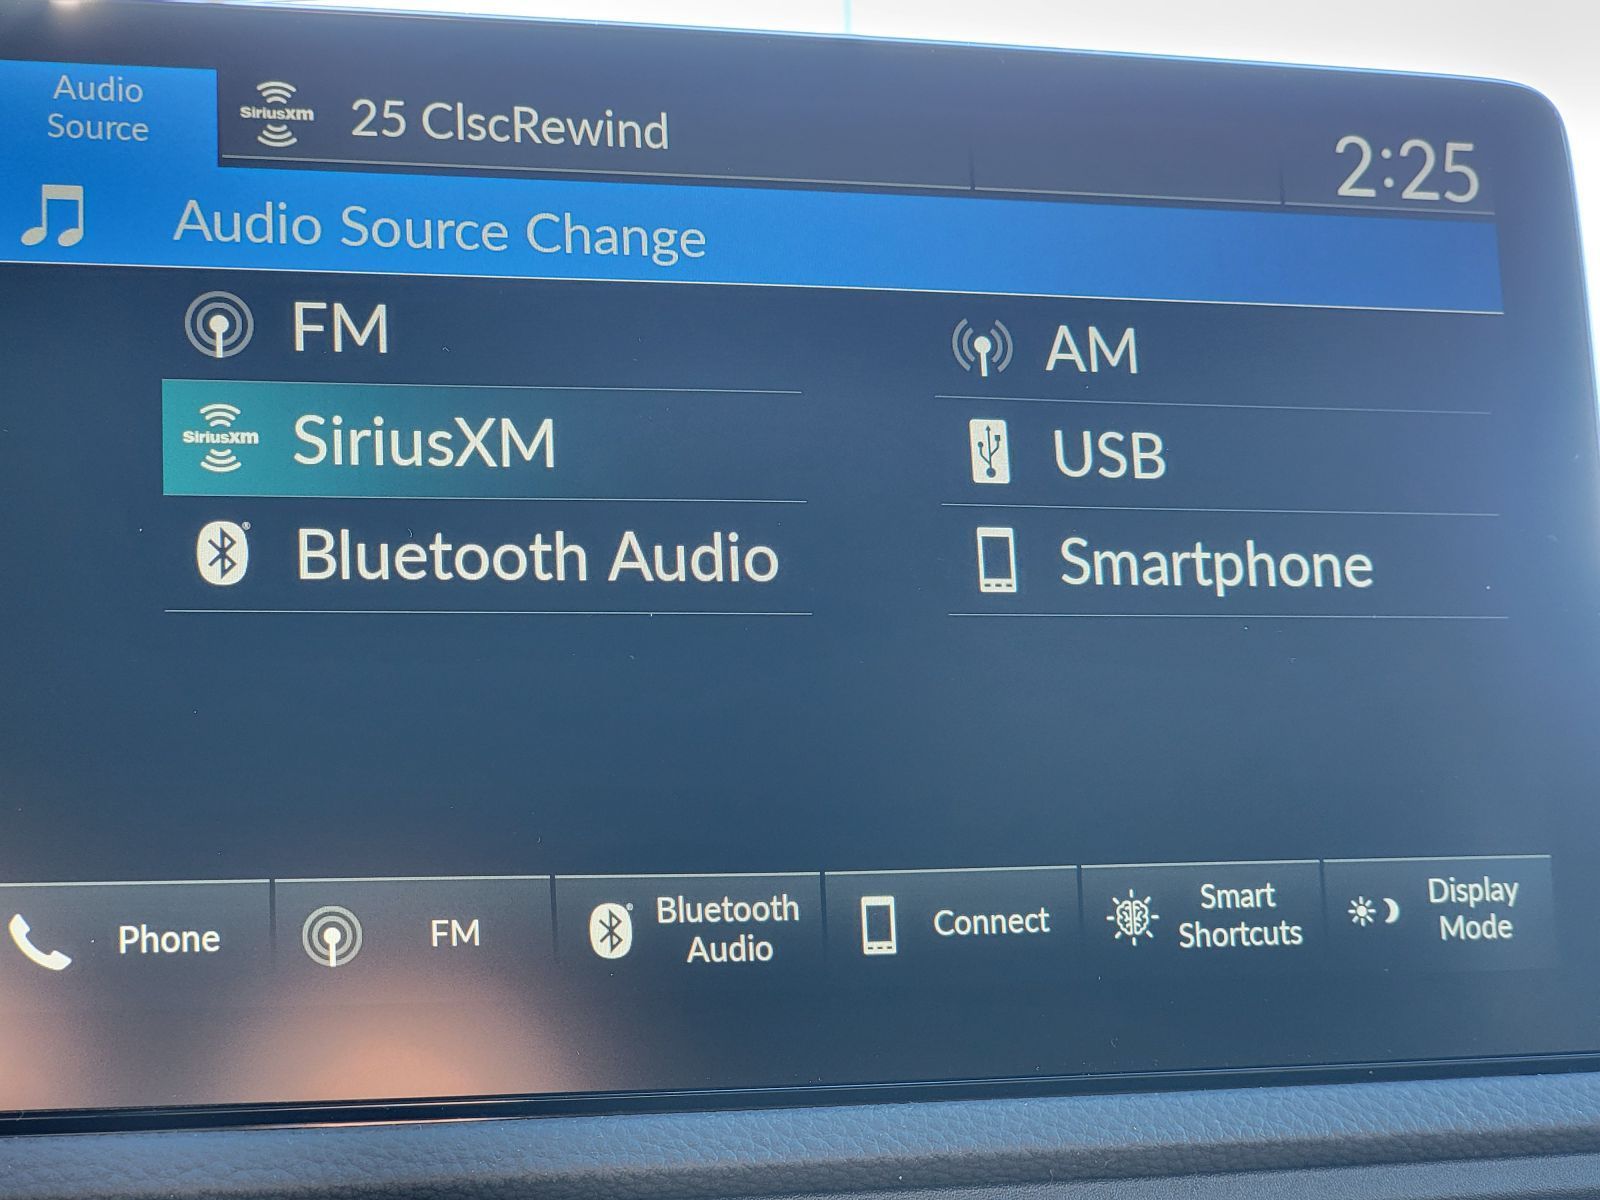 Audio
Source
SiriusXm
25 ClscRewind
2:25
Audio Source Change
FM
AM
SiriusXm
SiriusXM
USB
® Bluetooth Audio
Smartphone
Phone
FM
®
Bluetooth
Audio
Connect
Smart
Shortcuts
Display
Mode